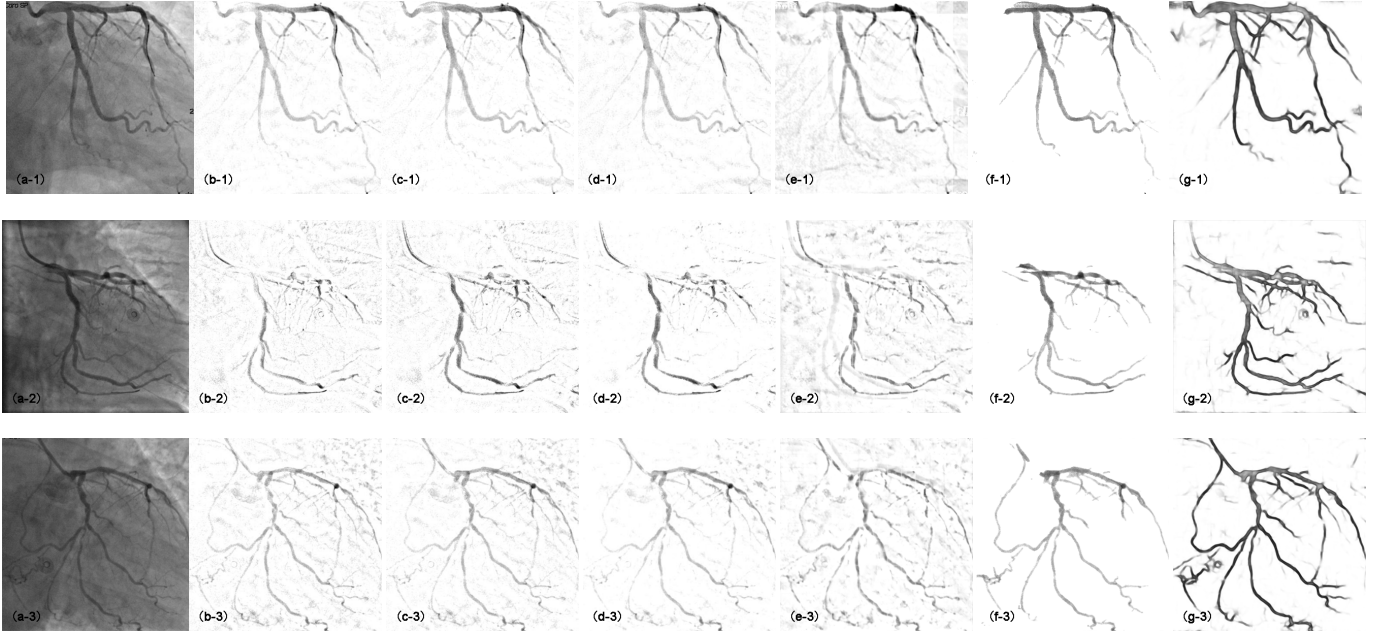 (a-1)
(b-1)
(c-1)
(d-1)
(e-1)
(f-1)
(g-1)
(a-2)
(b-2)
(c-2)
(d-2)
(e-2)
(f-2)
(g-2)
(a-3)
(b-3)
(c-3)
(d-3)
(e-3)
(f-3)
(g-3)